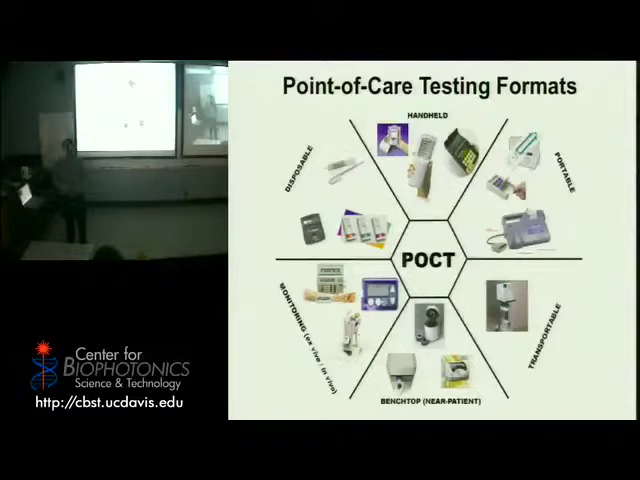 Point-of-Care Testing Formats
HANDHELD
DISPOSABLE
PORTABLE
POCT
MONITORING (ex vivo / in vivo)
TRANSPORTABLE
BENCHTOP (NEAR-PATIENT)
Center for
BIOPHOTONICS
Science & Technology
http://cbst.ucdavis.edu